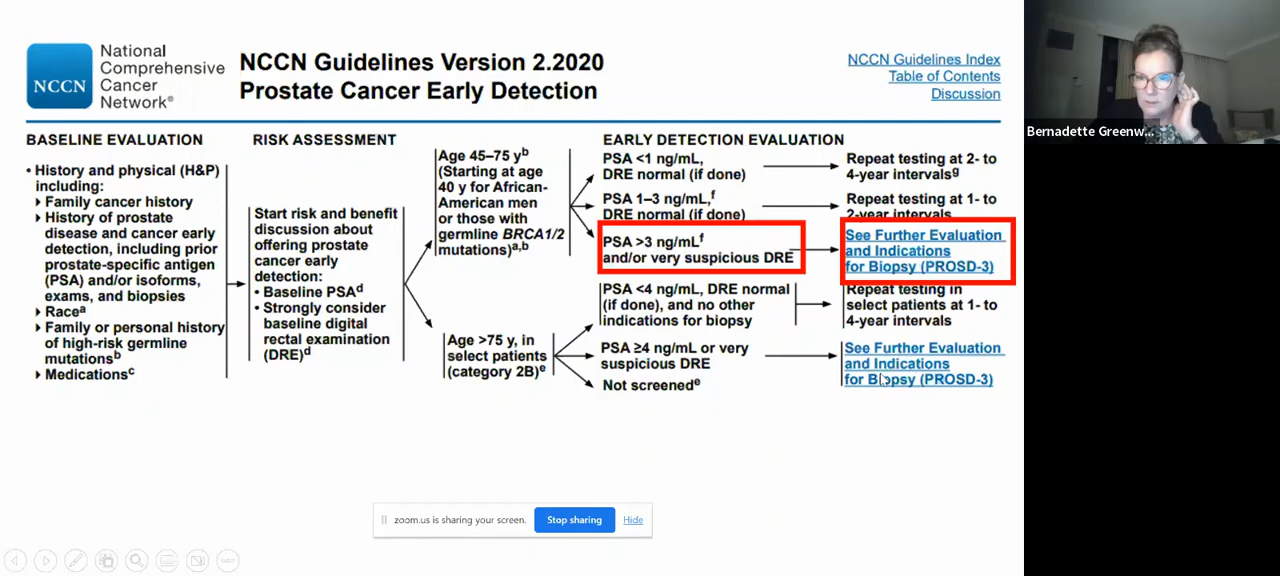 NCCN
National
Comprehensive
Cancer
Network®
NCCN Guidelines Version 2.2020
Prostate Cancer Early Detection
NCCN Guidelines Index
Table of Contents
Discussion
BASELINE EVALUATION
• History and physical (H&P)
including:
Family cancer history
History of prostate
disease and cancer early
detection, including prior
prostate-specific antigen
(PSA) and/or isoforms,
exams, and biopsies
Race^a
Family or personal history
of high-risk germline
mutations^b
Medications^c
RISK ASSESSMENT
Start risk and benefit
discussion about
offering prostate
cancer early
detection:
• Baseline PSA^d
• Strongly consider
baseline digital
rectal examination
(DRE)^d
Age 45–75 y^b
(Starting at age
40 y for African-
American men
or those with
germline BRCA1/2
mutations)^a,b
Age >75 y, in
select patients
(category 2B)^e
EARLY DETECTION EVALUATION
PSA <1 ng/mL,
DRE normal (if done)
Repeat testing at 2- to
4-year intervals^g
PSA 1–3 ng/mL,^f
DRE normal (if done)
Repeat testing at 1- to
2-year intervals
PSA >3 ng/mL^f
and/or very suspicious DRE
See Further Evaluation
and Indications
for Biopsy (PROSD-3)
PSA <4 ng/mL, DRE normal
(if done), and no other
indications for biopsy
Repeat testing in
select patients at 1- to
4-year intervals
PSA ≥4 ng/mL or very
suspicious DRE
See Further Evaluation
and Indications
for Biopsy (PROSD-3)
Not screened^e
Bernadette Greenw...
zoom.us is sharing your screen.
Stop sharing
Hide